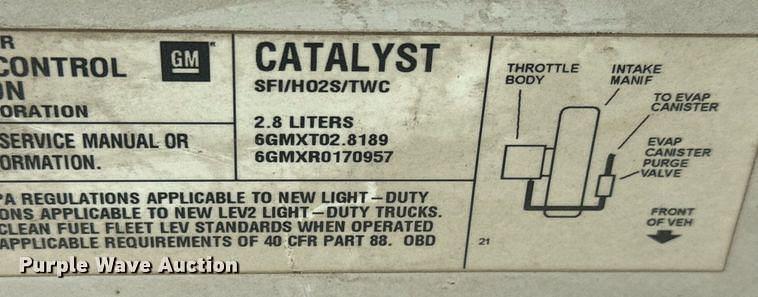 R
CONTROL
ON
ORATION
GM
CATALYST
SFI/HO2S/TWC
2.8 LITERS
6GMXT02.8189
6GMXR0170957
SERVICE MANUAL OR
ORMATION.
PA REGULATIONS APPLICABLE TO NEW LIGHT-DUTY
ONS APPLICABLE TO NEW LEV2 LIGHT-DUTY TRUCKS.
CLEAN FUEL FLEET LEV STANDARDS WHEN OPERATED
APPLICABLE REQUIREMENTS OF 40 CFR PART 88. OBD
THROTTLE
BODY
INTAKE
MANIF
TO EVAP
CANISTER
EVAP
CANISTER
PURGE
VALVE
FRONT
OF VEH
21
Purple Wave Auction